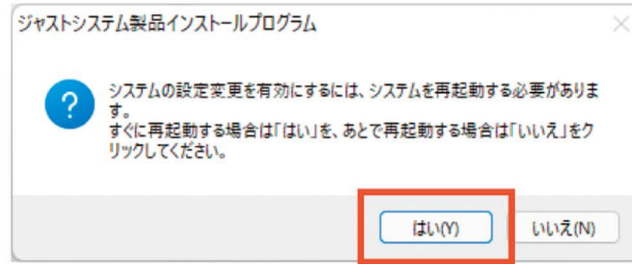 ジャストシステム製品インストールプログラム
システムの設定変更を有効にするには、システムを再起動する必要がありま
す。
すぐに再起動する場合は「はい」を、あとで再起動する場合は「いいえ」をク
リックしてください。
はい(Y)
いいえ(N)